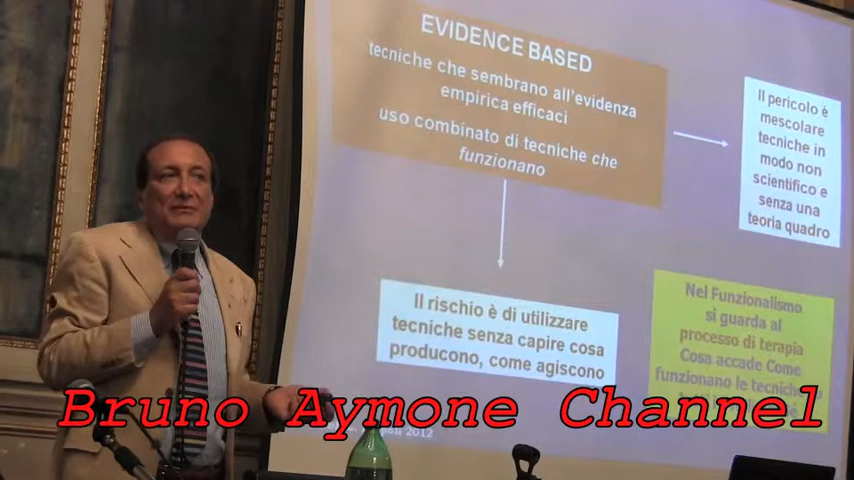 EVIDENCE BASED
tecniche che sembrano all'evidenza
empirica efficaci
uso combinato di tecniche che
funzionano
Il pericolo è
mescolare
tecniche in
modo non
scientifico e
senza una
teoria quadro
Il rischio è di utilizzare
tecniche senza capire cosa
producono, come agiscono
Nel Funzionalismo
si guarda al
processo di terapia
Cosa accade Come
funzionano le tecniche
Bruno Aymone Channel
2012